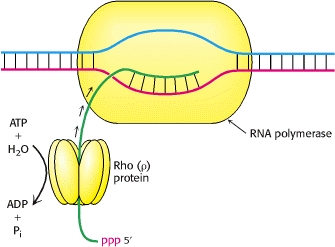 RNA polymerase
ATP
+
H₂O
Rho (ρ)
protein
ADP
+
Pᵢ
ppp 5′